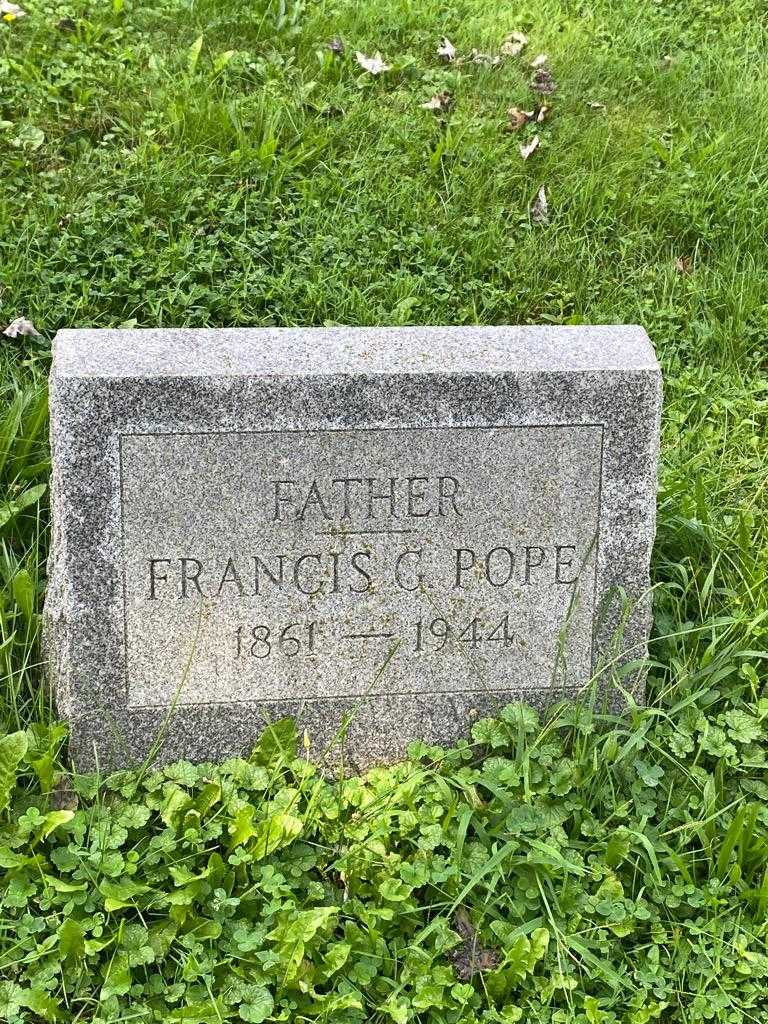 FATHER
FRANCIS C. POPE
1861 — 1944